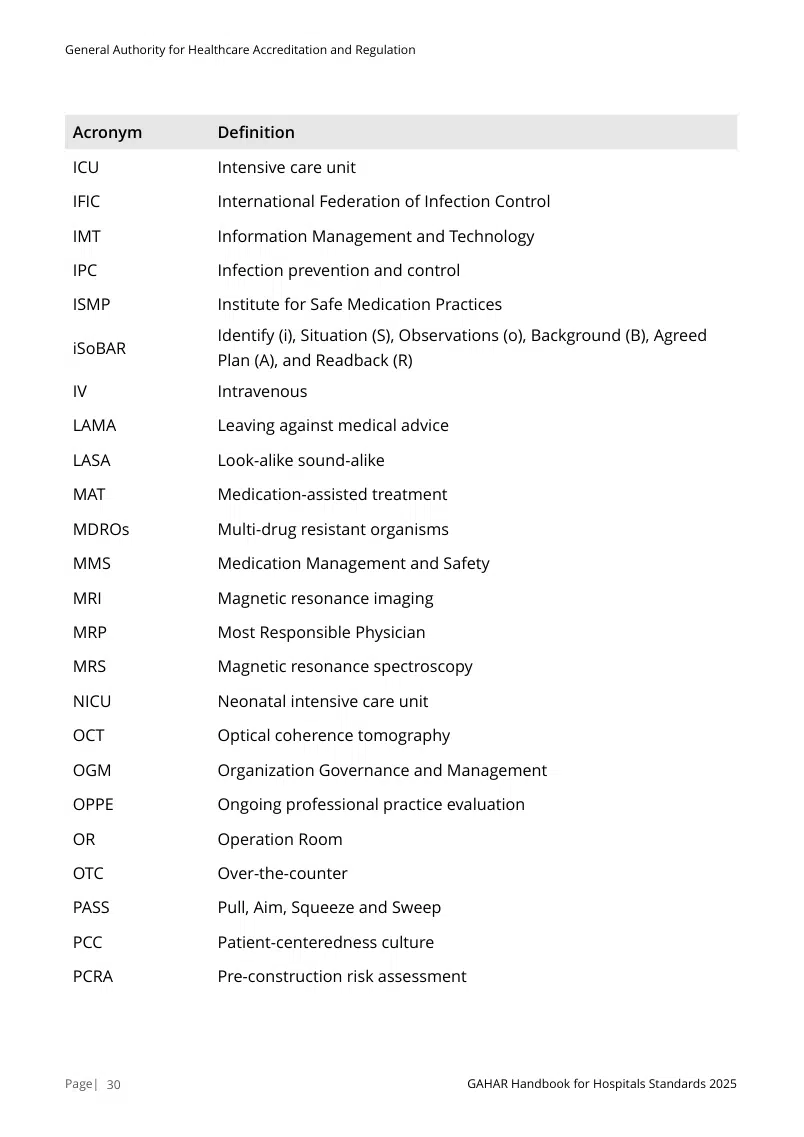 General Authority for Healthcare Accreditation and Regulation
Acronym Definition
ICU Intensive care unit
IFIC International Federation of Infection Control
IMT Information Management and Technology
IPC Infection prevention and control
ISMP Institute for Safe Medication Practices
iSoBAR Identify (i), Situation (S), Observations (o), Background (B), Agreed
Plan (A), and Readback (R)
IV Intravenous
LAMA Leaving against medical advice
LASA Look-alike sound-alike
MAT Medication-assisted treatment
MDROs Multi-drug resistant organisms
MMS Medication Management and Safety
MRI Magnetic resonance imaging
MRP Most Responsible Physician
MRS Magnetic resonance spectroscopy
NICU Neonatal intensive care unit
OCT Optical coherence tomography
OGM Organization Governance and Management
OPPE Ongoing professional practice evaluation
OR Operation Room
OTC Over-the-counter
PASS Pull, Aim, Squeeze and Sweep
PCC Patient-centeredness culture
PCRA Pre-construction risk assessment
Page| 30 GAHAR Handbook for Hospitals Standards 2025